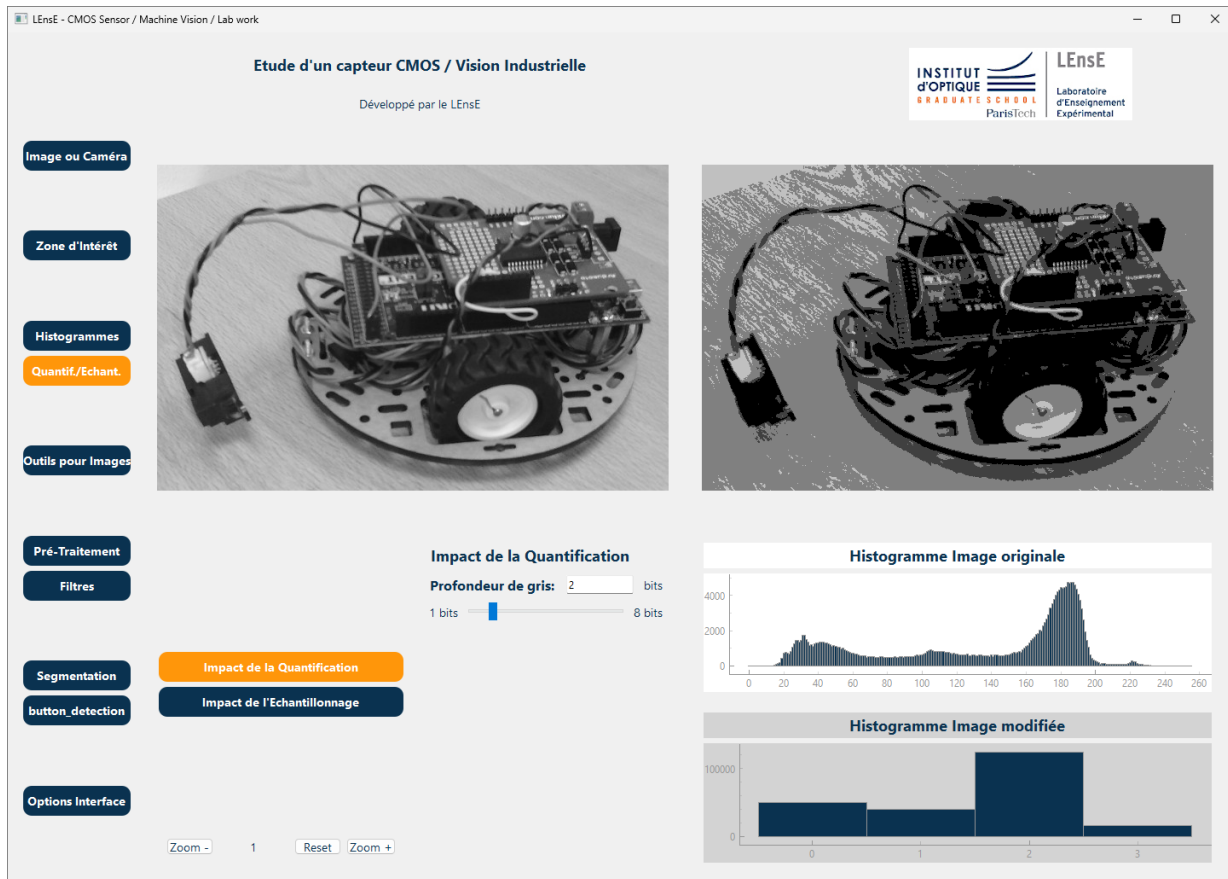 LEnsE - CMOS Sensor / Machine Vision / Lab work
Etude d'un capteur CMOS / Vision Industrielle
Développé par le LEnsE
INSTITUT
d'OPTIQUE
GRADUATE SCHOOL
ParisTech
LEnsE
Laboratoire
d'Enseignement
Expérimental
Image ou Caméra
Zone d'Intérêt
Histogrammes
Quantif./Echant.
Outils pour Images
Pré-Traitement
Filtres
Segmentation
button_detection
Options Interface
Impact de la Quantification
Impact de l'Echantillonnage
Impact de la Quantification
Profondeur de gris: 2 bits
1 bits 8 bits
Zoom - 1 Reset Zoom +
Histogramme Image originale
4000
2000
0
0 20 40 60 80 100 120 140 160 180 200 220 240 260
Histogramme Image modifiée
100000
0
0 1 2 3